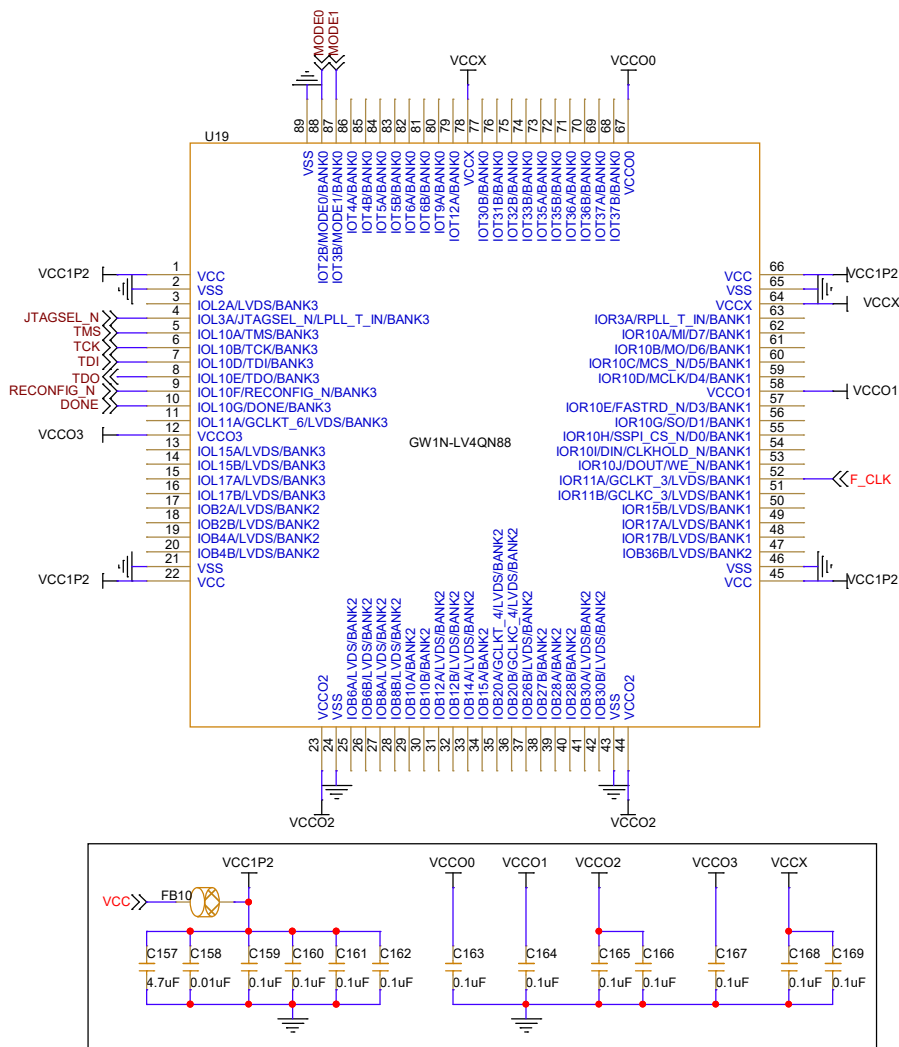 MODE0
MODE1
VCCX
VCCO0
U19
89
88
87
86
85
84
83
82
81
80
79
78
77
76
75
74
73
72
71
70
69
68
67
VSS
IOT2B/MODE0/BANK0
IOT3B/MODE1/BANK0
IOT4A/BANK0
IOT4B/BANK0
IOT5A/BANK0
IOT5B/BANK0
IOT6A/BANK0
IOT6B/BANK0
IOT9A/BANK0
IOT12A/BANK0
VCCX
IOT30B/BANK0
IOT31B/BANK0
IOT32B/BANK0
IOT33B/BANK0
IOT35A/BANK0
IOT35B/BANK0
IOT36A/BANK0
IOT36B/BANK0
IOT37A/BANK0
IOT37B/BANK0
VCCO0
VCC1P2 1 VCC
2 VSS
3 IOL2A/LVDS/BANK3
JTAGSEL_N 4 IOL3A/JTAGSEL_N/LPLL_T_IN/BANK3
TMS 5 IOL10A/TMS/BANK3
TCK 6 IOL10B/TCK/BANK3
TDI 7 IOL10D/TDI/BANK3
TDO 8 IOL10E/TDO/BANK3
RECONFIG_N 9 IOL10F/RECONFIG_N/BANK3
DONE 10 IOL10G/DONE/BANK3
11 IOL11A/GCLKT_6/LVDS/BANK3
VCCO3 12 VCCO3
13 IOL15A/LVDS/BANK3
14 IOL15B/LVDS/BANK3
15 IOL17A/LVDS/BANK3
16 IOL17B/LVDS/BANK3
17 IOB2A/LVDS/BANK2
18 IOB2B/LVDS/BANK2
19 IOB4A/LVDS/BANK2
20 IOB4B/LVDS/BANK2
21 VSS
VCC1P2 22 VCC
GW1N-LV4QN88
VCC 66 VCC1P2
VSS 65
VCCX 64 VCCX
IOR3A/RPLL_T_IN/BANK1 63
IOR10A/MI/D7/BANK1 62
IOR10B/MO/D6/BANK1 61
IOR10C/MCS_N/D5/BANK1 60
IOR10D/MCLK/D4/BANK1 59
VCCO1 58 VCCO1
IOR10E/FASTRD_N/D3/BANK1 57
IOR10G/SO/D1/BANK1 56
IOR10H/SSPI_CS_N/D0/BANK1 55
IOR10I/DIN/CLKHOLD_N/BANK1 54
IOR10J/DOUT/WE_N/BANK1 53
IOR11A/GCLKT_3/LVDS/BANK1 52 F_CLK
IOR11B/GCLKC_3/LVDS/BANK1 51
IOR15B/LVDS/BANK1 50
IOR17A/LVDS/BANK1 49
IOR17B/LVDS/BANK1 48
IOB36B/LVDS/BANK2 47
VSS 46
VCC 45 VCC1P2
VCCO2
VSS
IOB6A/LVDS/BANK2
IOB6B/LVDS/BANK2
IOB8A/LVDS/BANK2
IOB8B/LVDS/BANK2
IOB10A/BANK2
IOB10B/BANK2
IOB12A/LVDS/BANK2
IOB12B/LVDS/BANK2
IOB14A/LVDS/BANK2
IOB15A/BANK2
IOB20A/GCLKT_4/LVDS/BANK2
IOB20B/GCLKC_4/LVDS/BANK2
IOB26B/LVDS/BANK2
IOB27B/BANK2
IOB28A/BANK2
IOB28B/BANK2
IOB30A/LVDS/BANK2
IOB30B/LVDS/BANK2
VSS
VCCO2
23
24
25
26
27
28
29
30
31
32
33
34
35
36
37
38
39
40
41
42
43
44
VCCO2
VCCO2
VCC1P2 VCCO0 VCCO1 VCCO2 VCCO3 VCCX
VCC FB10
C157 C158 C159 C160 C161 C162 C163 C164 C165 C166 C167 C168 C169
4.7uF 0.01uF 0.1uF 0.1uF 0.1uF 0.1uF 0.1uF 0.1uF 0.1uF 0.1uF 0.1uF 0.1uF 0.1uF